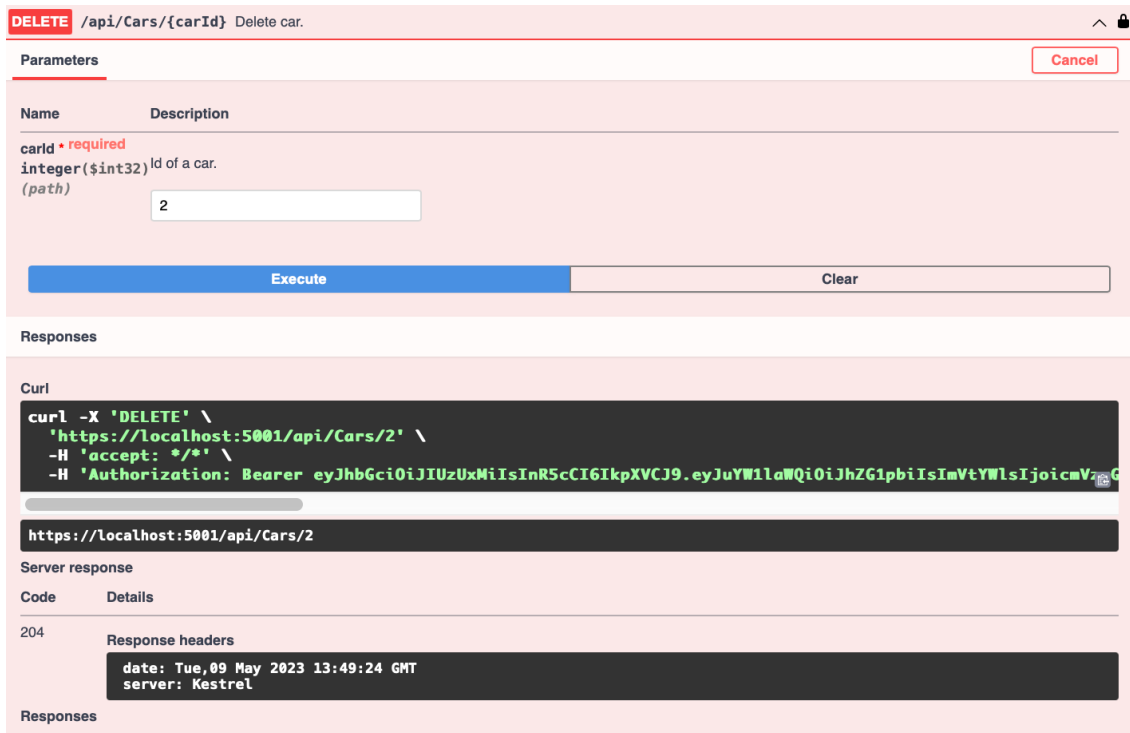 DELETE /api/Cars/{carId} Delete car.
Parameters
Cancel
Name Description
carId * required
integer($int32)
(path)
Id of a car.
2
Execute
Clear
Responses
Curl
curl -X 'DELETE' \
'https://localhost:5001/api/Cars/2' \
-H 'accept: */*' \
-H 'Authorization: Bearer eyJhbGciOiJIUzUxMiIsInR5cCI6IkpXVCJ9.eyJuYW1laWQiOiJhZG1pbiIsImVtYWlsIjoicmVz
https://localhost:5001/api/Cars/2
Server response
Code Details
204
Response headers
date: Tue,09 May 2023 13:49:24 GMT
server: Kestrel
Responses